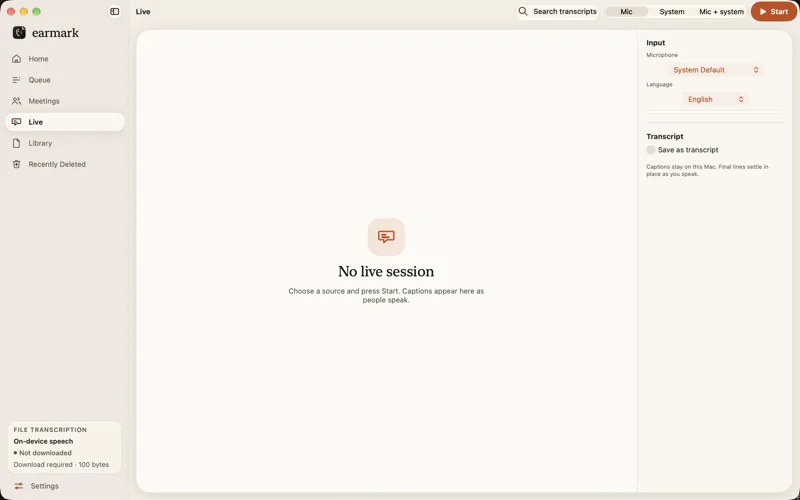 Live
Search transcripts
Mic
System
Mic + system
Start
earmark
Home
Queue
Meetings
Live
Library
Recently Deleted
FILE TRANSCRIPTION
On-device speech
Not downloaded
Download required · 100 bytes
Settings
No live session
Choose a source and press Start. Captions appear here as
people speak.
Input
Microphone
System Default
Language
English
Transcript
Save as transcript
Captions stay on this Mac. Final lines settle in
place as you speak.